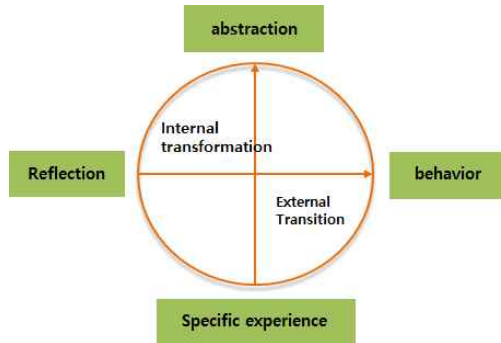 abstraction
Internal
transformation
Reflection
behavior
External
Transition
Specific experience